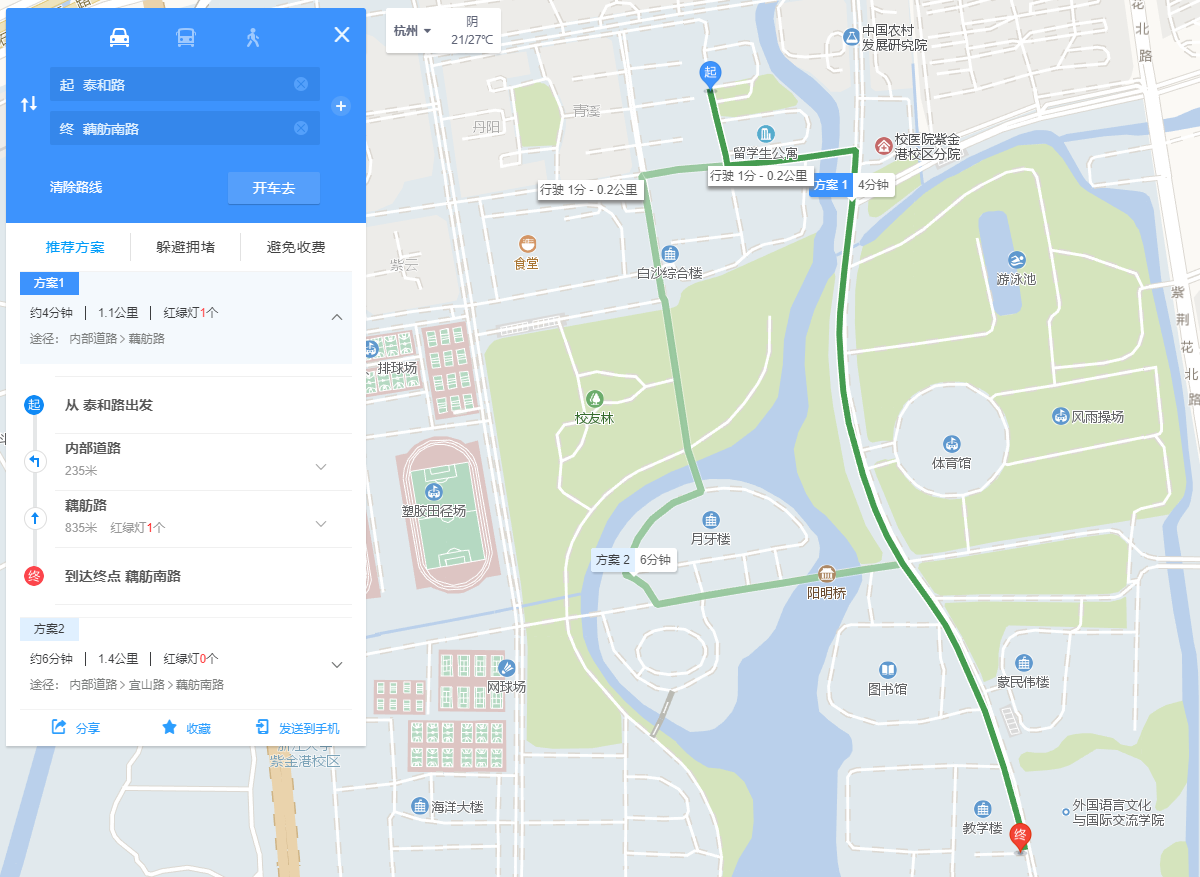 起 泰和路
终 藕舫南路
清除路线
开车去
推荐方案
躲避拥堵
避免收费
方案1
约4分钟
1.1公里
红绿灯1个
途径： 内部道路 > 藕舫路
起
从 泰和路出发
内部道路
235米
藕舫路
835米 红绿灯1个
终
到达终点 藕舫南路
方案2
约6分钟
1.4公里
红绿灯0个
途径： 内部道路 > 宜山路 > 藕舫南路
分享
收藏
发送到手机
杭州
阴
21/27℃
中国农村
发展研究院
花
北
路
起
丹阳
青溪
留学生公寓
校医院紫金
港校区分院
行驶 1分 - 0.2公里
行驶 1分 - 0.2公里
方案 1
4分钟
紫云
食堂
白沙综合楼
游泳池
紫
荆
花
北
路
排球场
校友林
风雨操场
体育馆
塑胶田径场
月牙楼
方案 2
6分钟
阳明桥
网球场
图书馆
蒙民伟楼
紫金港校区
海洋大楼
教学楼
外国语言文化
与国际交流学院
终